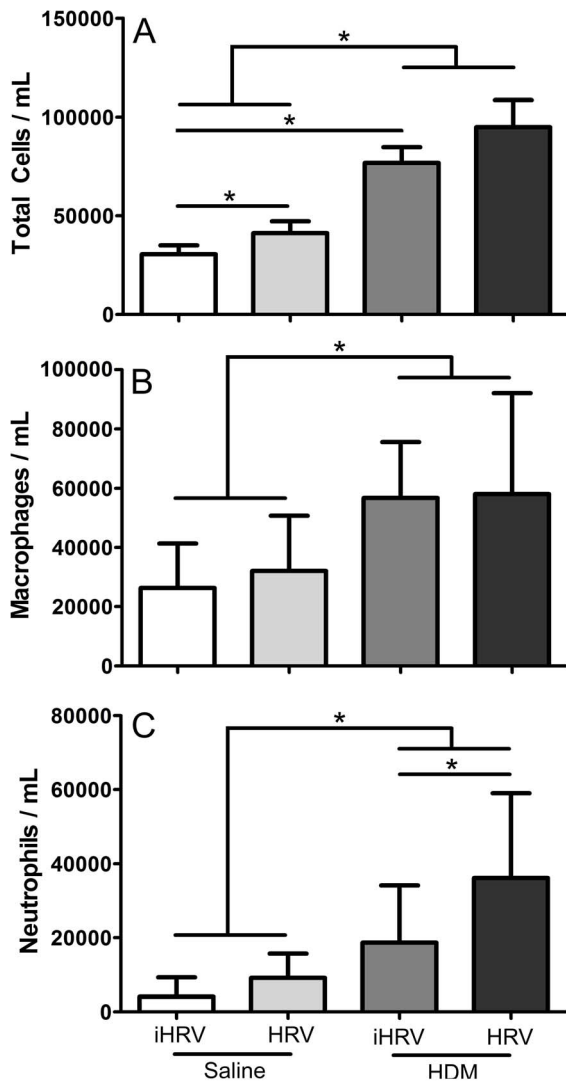 A
150000
100000
50000
0
Total Cells / mL
*
*
*
B
100000
80000
60000
40000
20000
0
Macrophages / mL
*
C
80000
60000
40000
20000
0
Neutrophils / mL
*
*
iHRV HRV iHRV HRV
Saline HDM